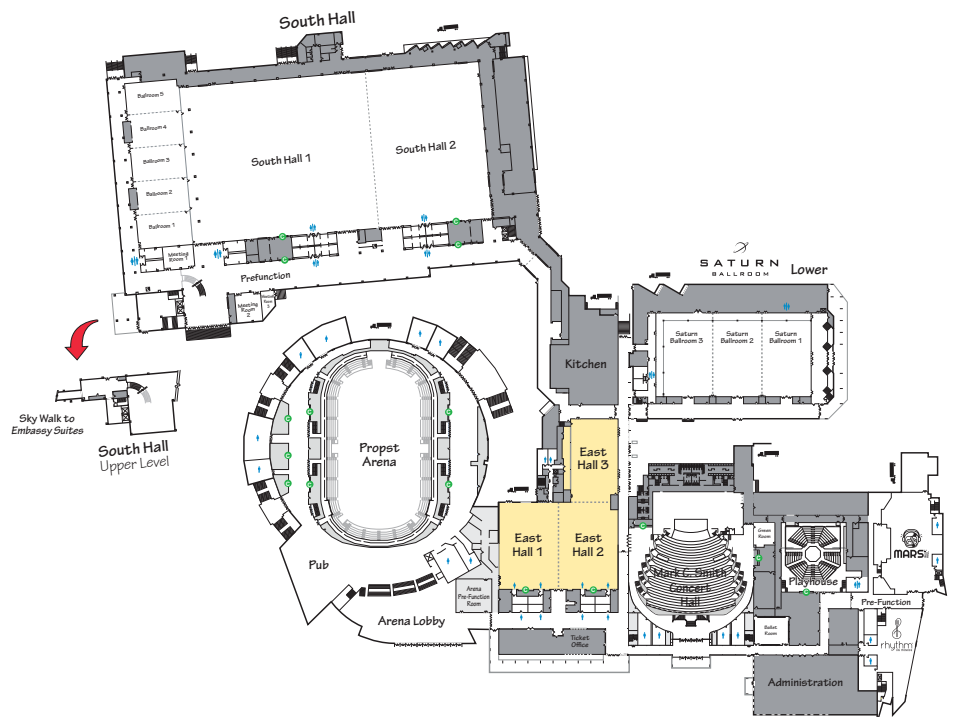 South Hall
Ballroom 5
Ballroom 4
Ballroom 3
Ballroom 2
Ballroom 1
South Hall 1
South Hall 2
Meeting
Room 1
Prefunction
Meeting
Room 2
Meeting
Room 3
SATURN
BALLROOM
Lower
Saturn
Ballroom 3
Saturn
Ballroom 2
Saturn
Ballroom 1
Kitchen
Sky Walk to
Embassy Suites
South Hall
Upper Level
Propst
Arena
East
Hall 3
East
Hall 1
East
Hall 2
Pub
Arena
Pre-Function
Room
Arena Lobby
Ticket
Office
Mark C. Smith
Concert
Hall
Green
Room
Playhouse
MARS
Pre-Function
Ballet
Room
rhythm
Administration